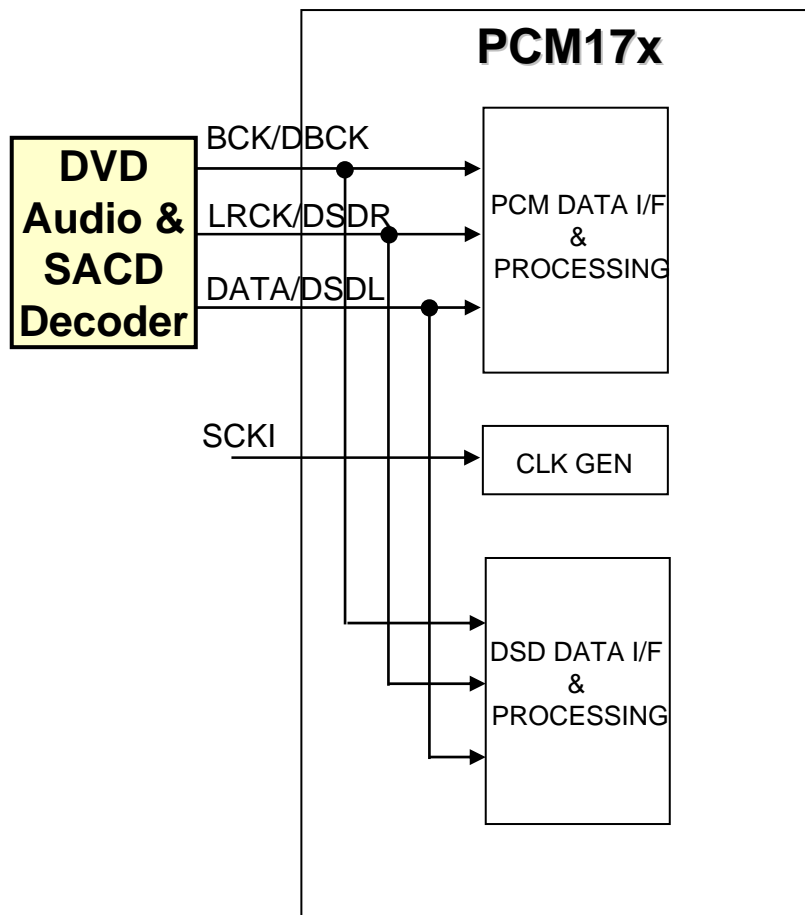 PCM17x
DVD
Audio &
SACD
Decoder
BCK/DBCK
LRCK/DSDR
DATA/DSDL
PCM DATA I/F
&
PROCESSING
SCKI
CLK GEN
DSD DATA I/F
&
PROCESSING